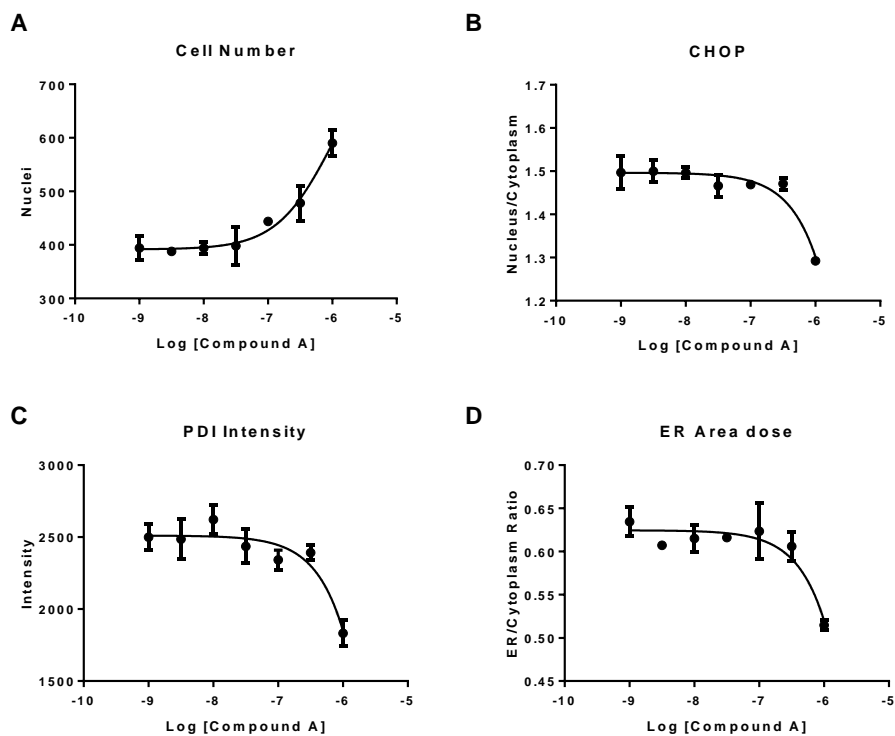 A
Cell Number
700
600
500
400
300
Nuclei
-10
-9
-8
-7
-6
-5
Log [Compound A]
B
CHOP
1.7
1.6
1.5
1.4
1.3
1.2
Nucleus/Cytoplasm
-10
-9
-8
-7
-6
-5
Log [Compound A]
C
PDI Intensity
3000
2500
2000
1500
Intensity
-10
-9
-8
-7
-6
-5
Log [Compound A]
D
ER Area dose
0.70
0.65
0.60
0.55
0.50
0.45
ER/Cytoplasm Ratio
-10
-9
-8
-7
-6
-5
Log [Compound A]